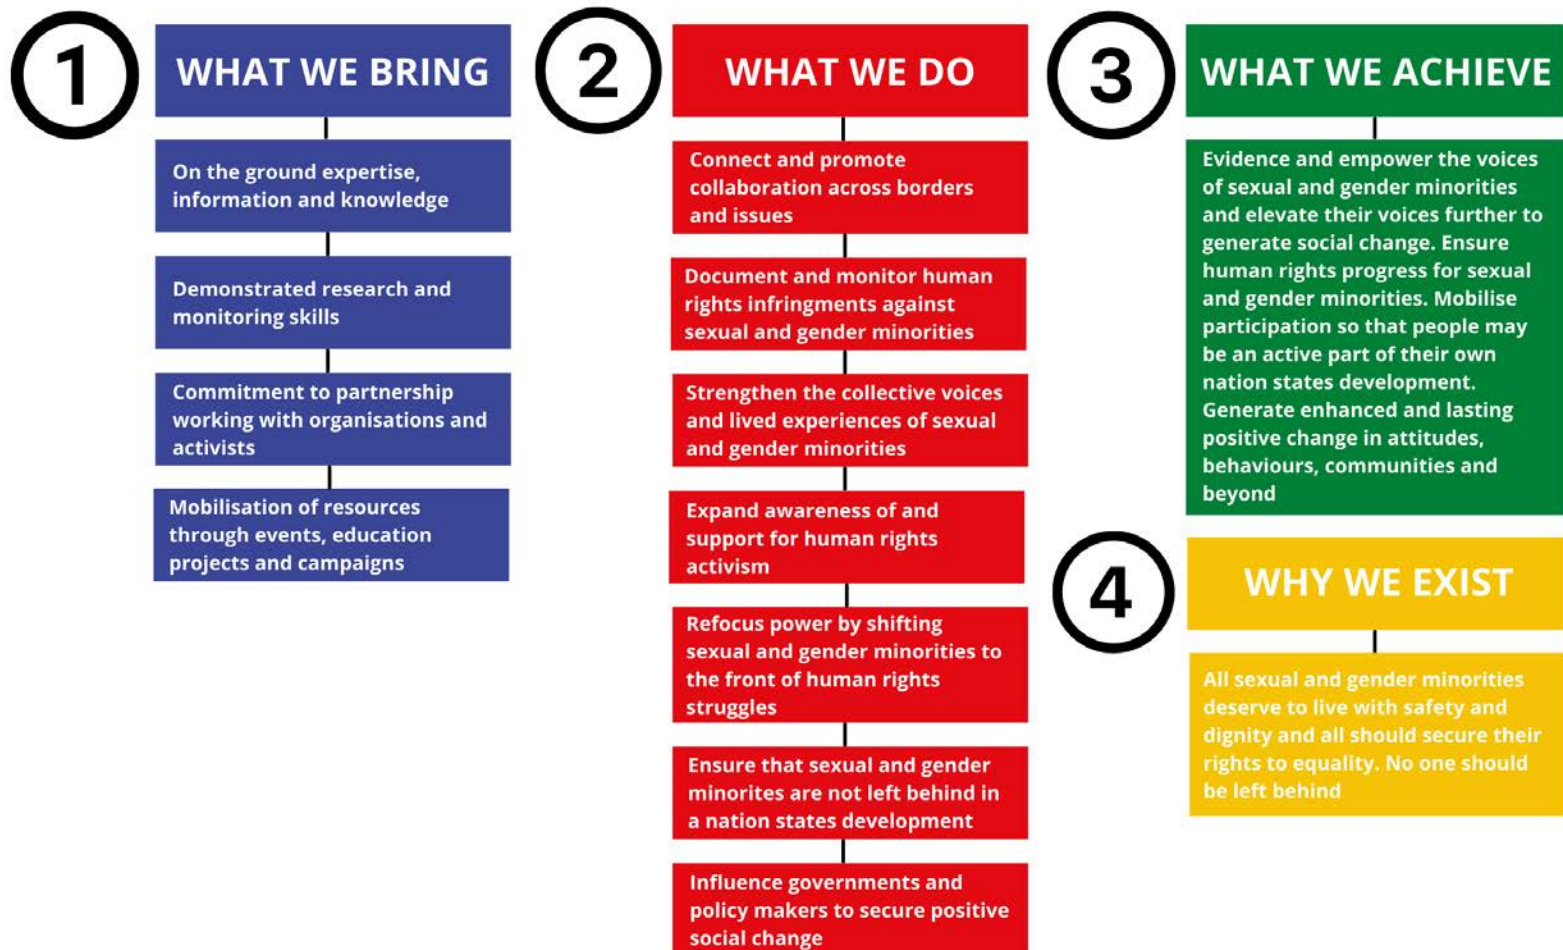 1
WHAT WE BRING
On the ground expertise,
information and knowledge
Demonstrated research and
monitoring skills
Commitment to partnership
working with organisations and
activists
Mobilisation of resources
through events, education
projects and campaigns
2
WHAT WE DO
Connect and promote
collaboration across borders
and issues
Document and monitor human
rights infringments against
sexual and gender minorities
Strengthen the collective voices
and lived experiences of sexual
and gender minorities
Expand awareness of and
support for human rights
activism
Refocus power by shifting
sexual and gender minorities to
the front of human rights
struggles
Ensure that sexual and gender
minorites are not left behind in
a nation states development
Influence governments and
policy makers to secure positive
social change
3
WHAT WE ACHIEVE
Evidence and empower the voices
of sexual and gender minorities
and elevate their voices further to
generate social change. Ensure
human rights progress for sexual
and gender minorities. Mobilise
participation so that people may
be an active part of their own
nation states development.
Generate enhanced and lasting
positive change in attitudes,
behaviours, communities and
beyond
4
WHY WE EXIST
All sexual and gender minorities
deserve to live with safety and
dignity and all should secure their
rights to equality. No one should
be left behind